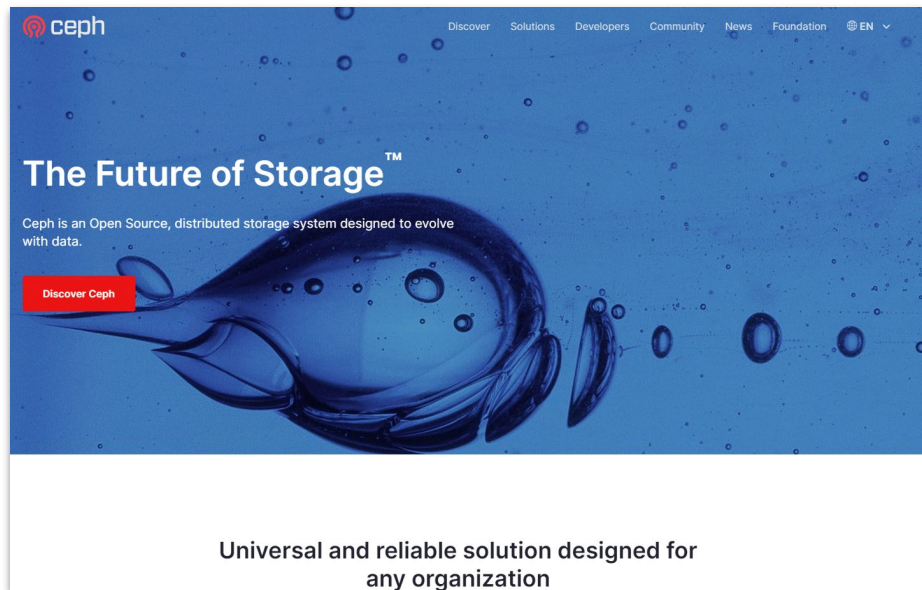 ceph
Discover Solutions Developers Community News Foundation EN
The Future of Storage™
Ceph is an Open Source, distributed storage system designed to evolve
with data.
Discover Ceph
Universal and reliable solution designed for
any organization